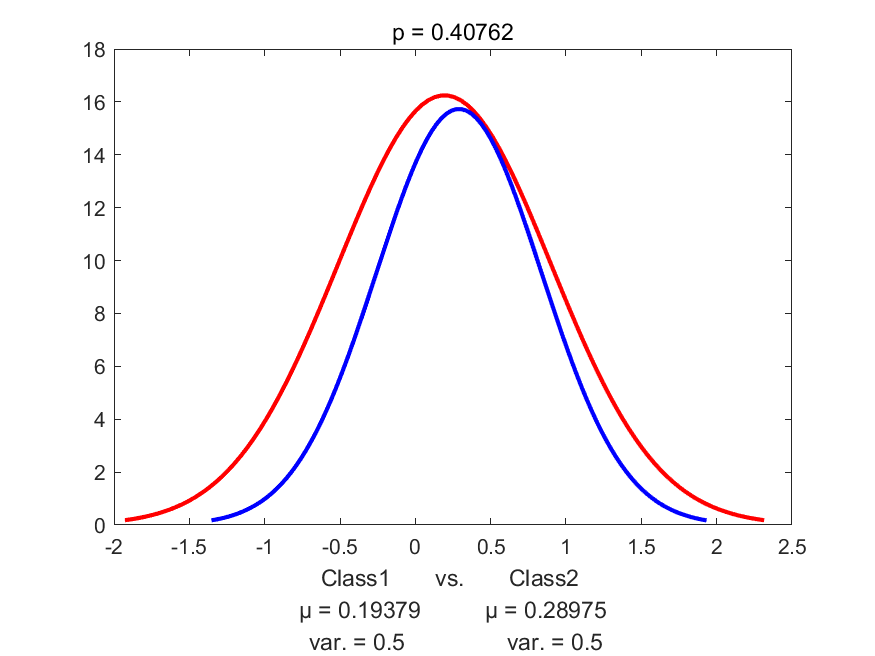 p = 0.40762
18
16
14
12
10
8
6
4
2
0
-2 -1.5 -1 -0.5 0 0.5 1 1.5 2 2.5
Class1 vs. Class2
μ = 0.19379 μ = 0.28975
var. = 0.5 var. = 0.5